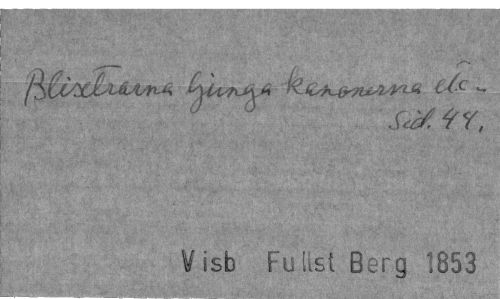 Blixtrarna ljunga kanonerna etc.
Sid. 44.
Visb Fullst Berg 1853